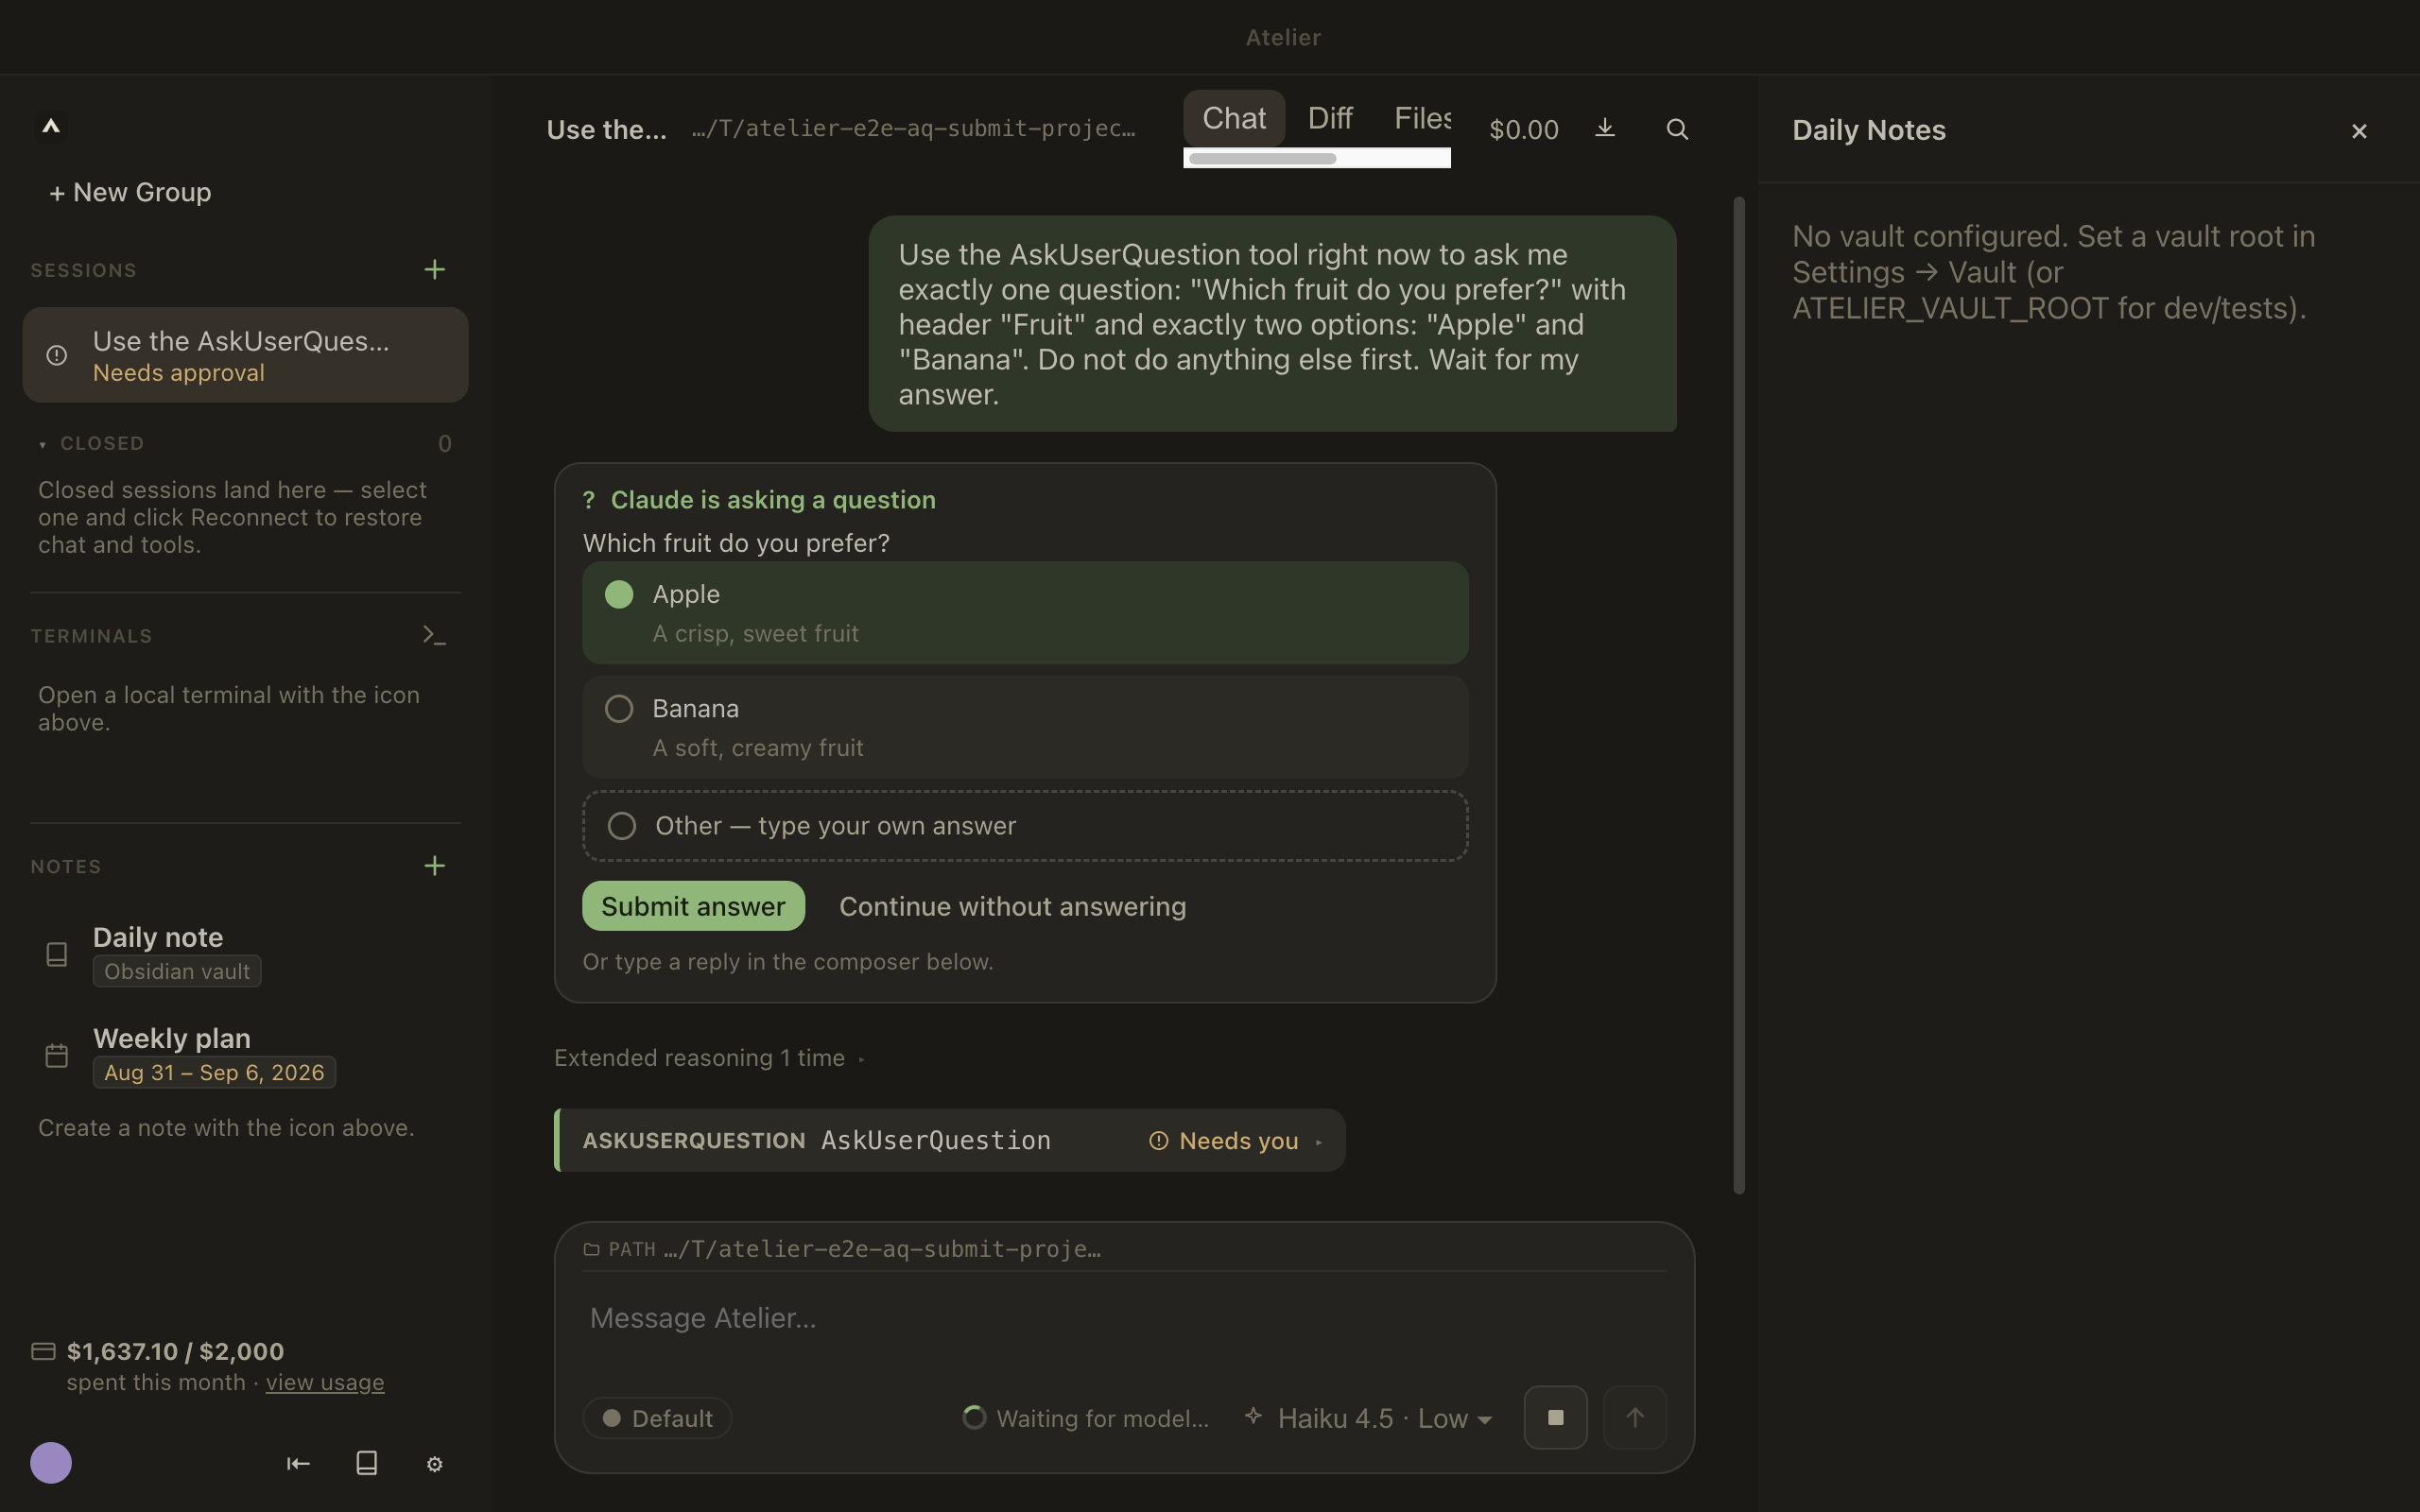 Atelier
+ New Group
SESSIONS
Use the AskUserQues...
Needs approval
CLOSED 0
Closed sessions land here — select
one and click Reconnect to restore
chat and tools.
TERMINALS
Open a local terminal with the icon
above.
NOTES
Daily note
Obsidian vault
Weekly plan
Aug 31 – Sep 6, 2026
Create a note with the icon above.
$1,637.10 / $2,000
spent this month · view usage
Use the... …/T/atelier-e2e-aq-submit-projec… Chat Diff Files $0.00
Use the AskUserQuestion tool right now to ask me
exactly one question: "Which fruit do you prefer?" with
header "Fruit" and exactly two options: "Apple" and
"Banana". Do not do anything else first. Wait for my
answer.
? Claude is asking a question
Which fruit do you prefer?
Apple
A crisp, sweet fruit
Banana
A soft, creamy fruit
Other — type your own answer
Submit answer Continue without answering
Or type a reply in the composer below.
Extended reasoning 1 time
ASKUSERQUESTION AskUserQuestion Needs you
PATH …/T/atelier-e2e-aq-submit-proje…
Message Atelier...
Default Waiting for model... Haiku 4.5 · Low
Daily Notes
No vault configured. Set a vault root in
Settings → Vault (or
ATELIER_VAULT_ROOT for dev/tests).